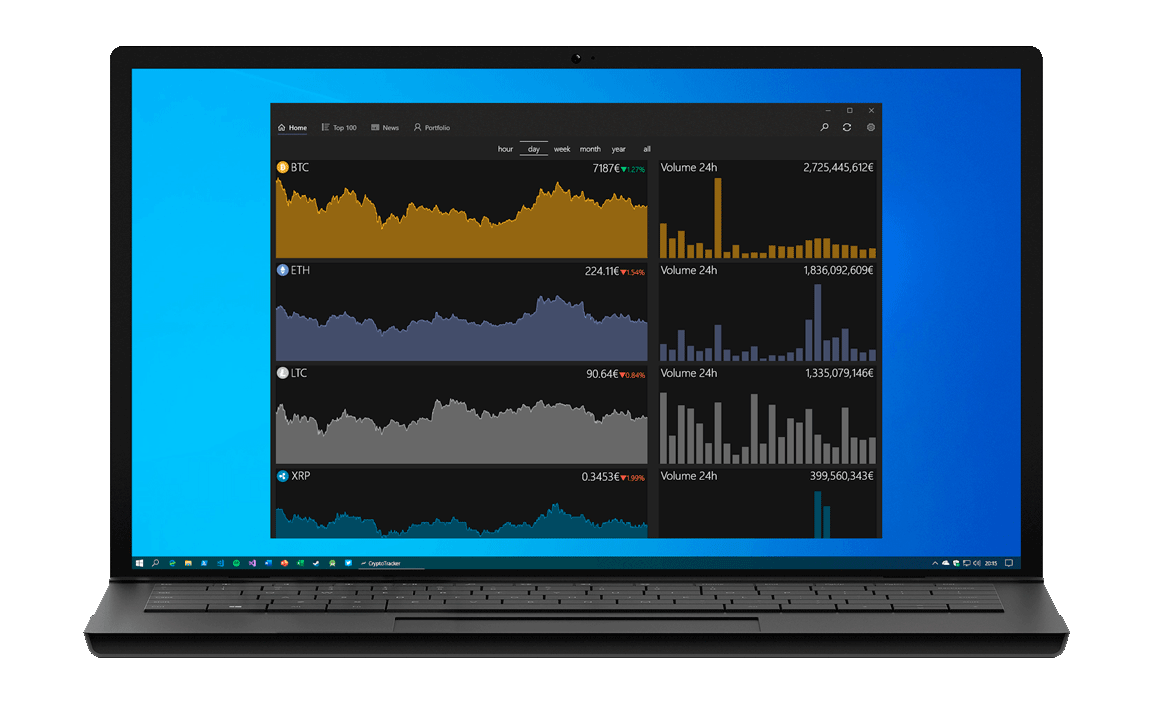 Home Top 100 News Portfolio
hour day week month year all
BTC 7187€▼1.27% Volume 24h 2,725,445,612€
ETH 224.11€▼1.54% Volume 24h 1,836,092,609€
LTC 90.64€▼0.84% Volume 24h 1,335,079,146€
XRP 0.3453€▼1.99% Volume 24h 399,560,343€
CryptoTracker 20:15